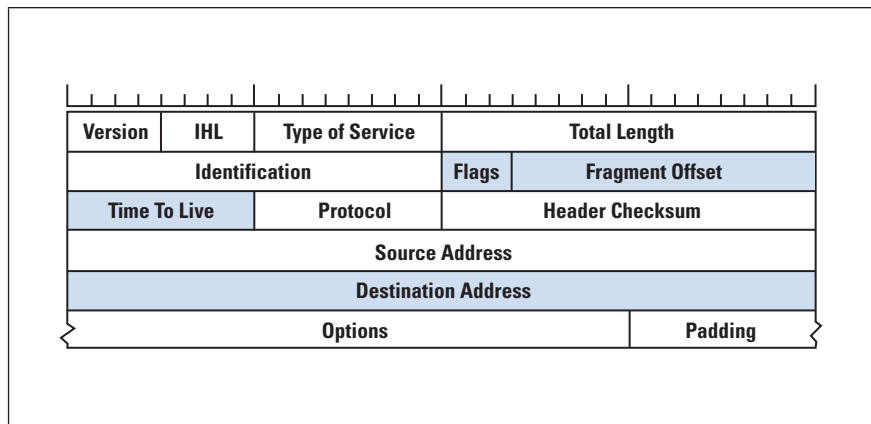 Version IHL Type of Service Total Length
Identification Flags Fragment Offset
Time To Live Protocol Header Checksum
Source Address
Destination Address
Options Padding